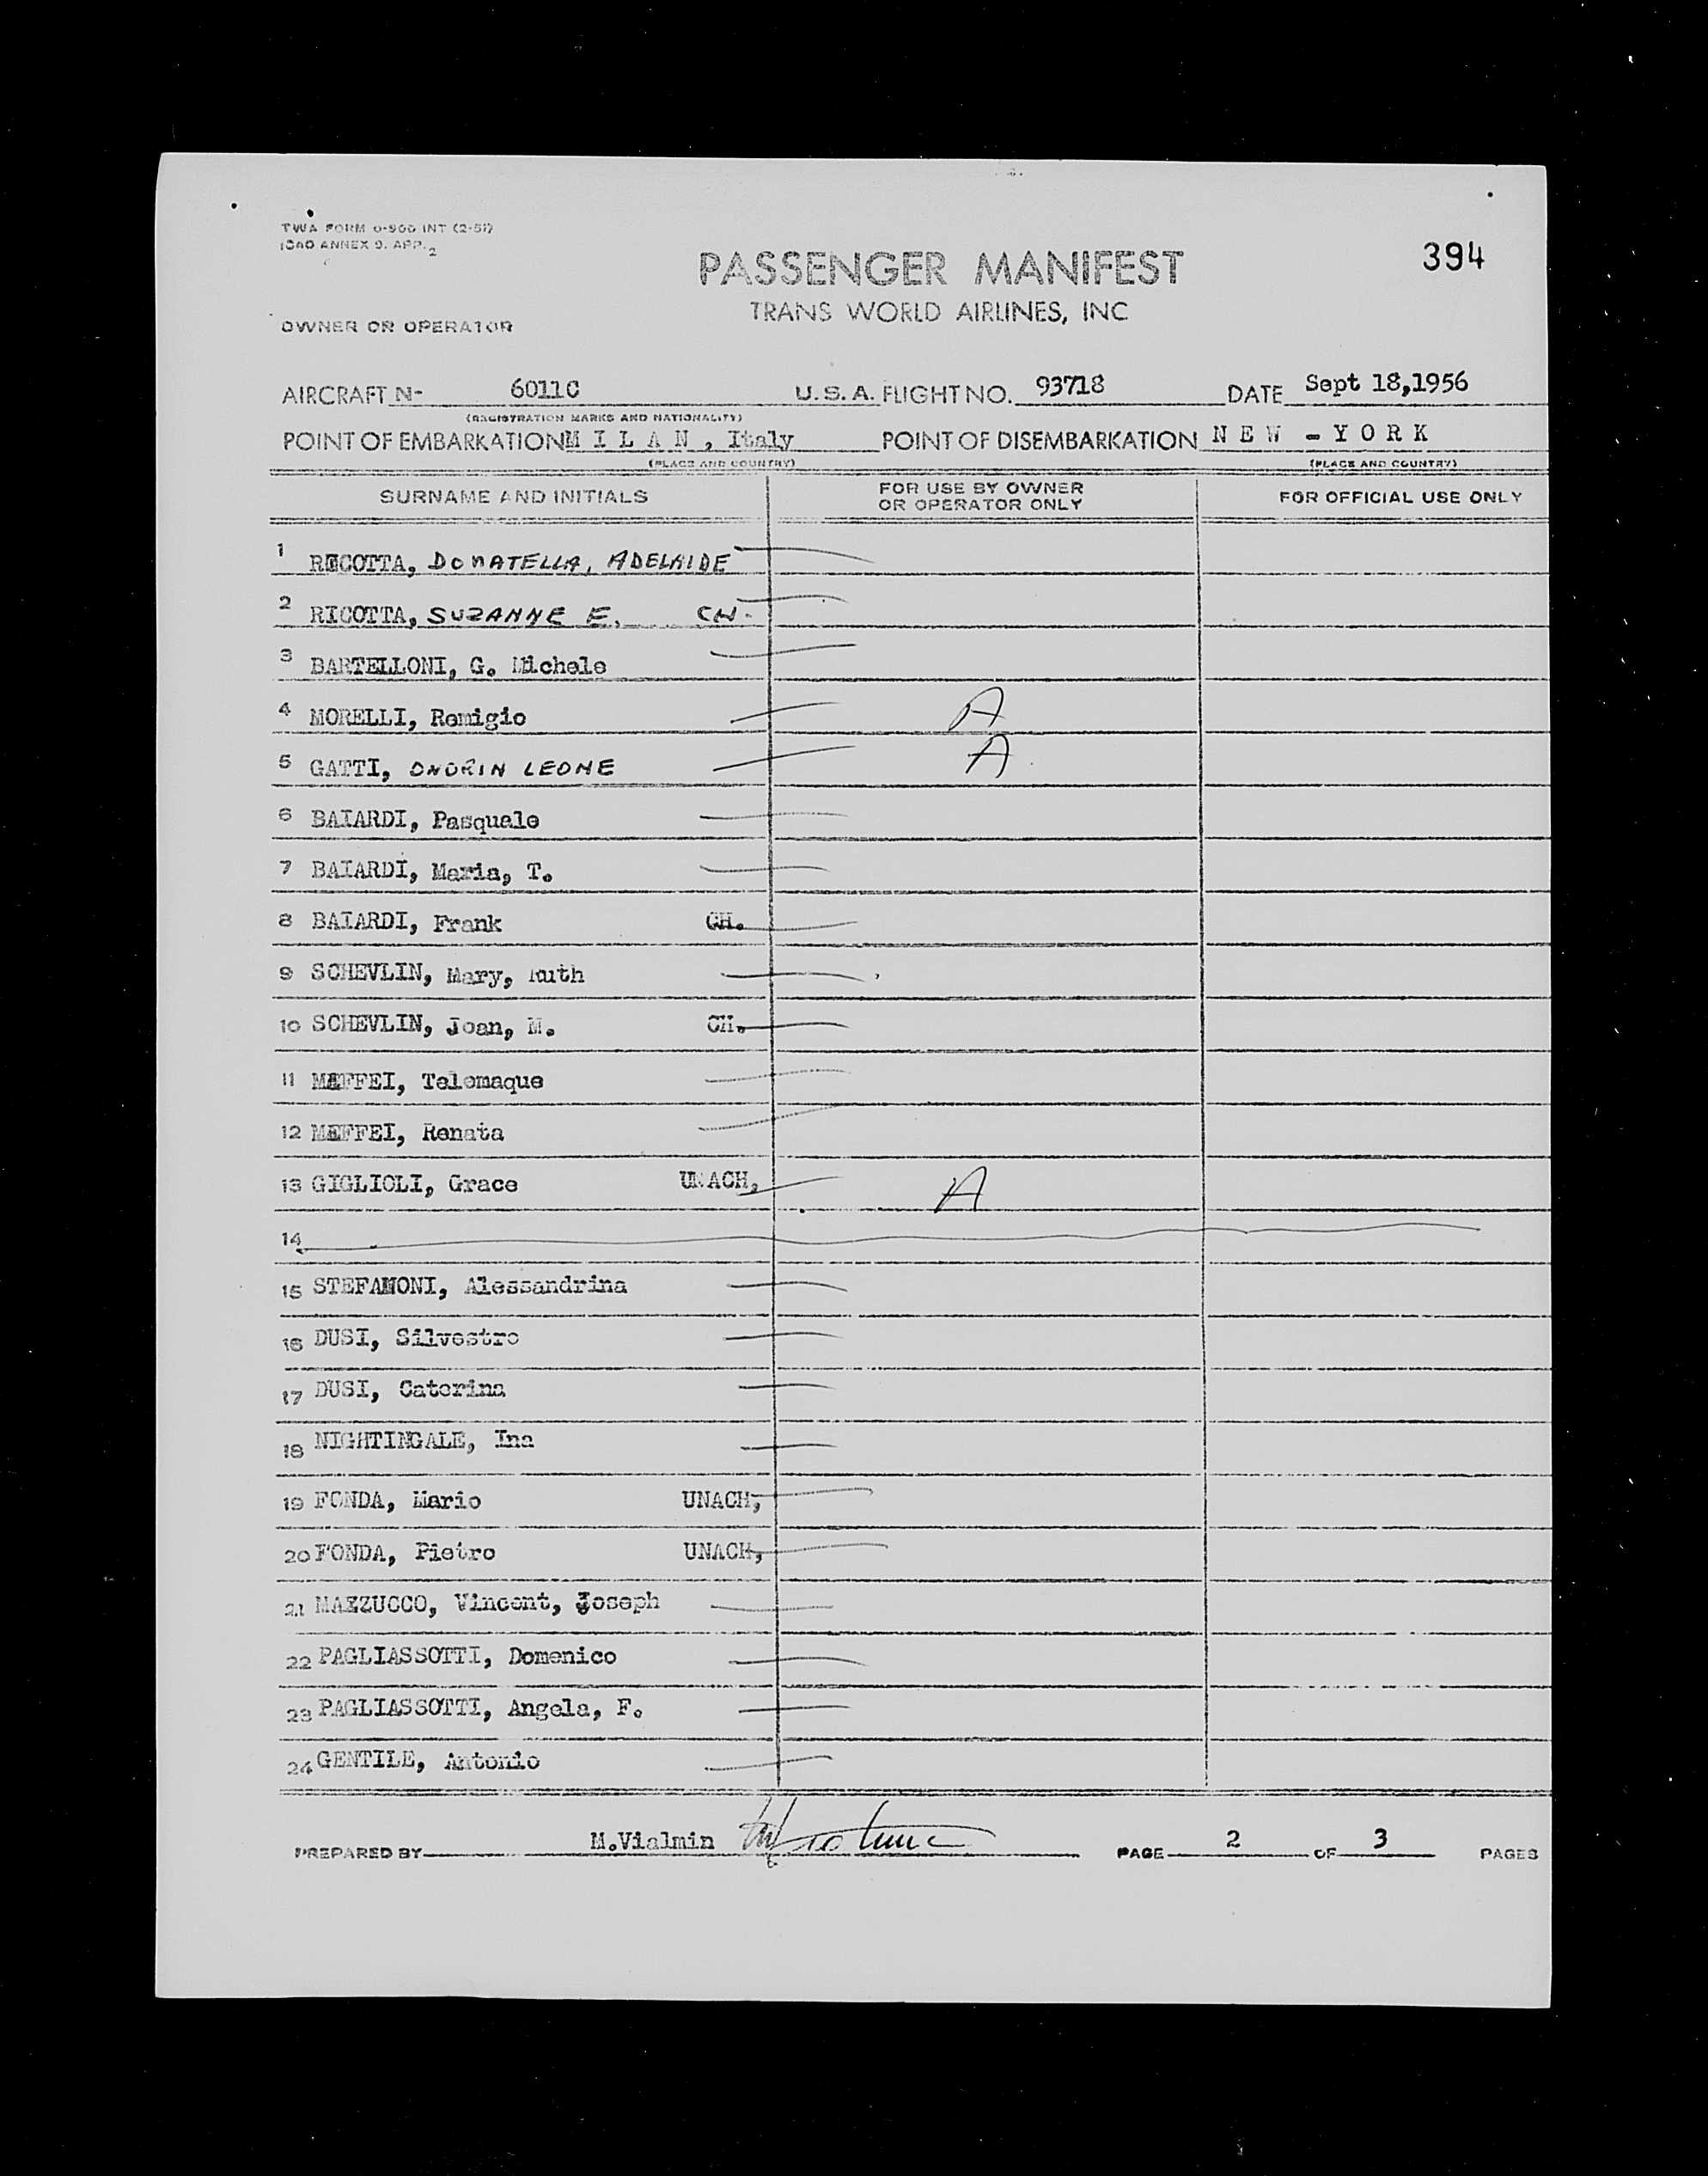 TWA FORM 0-900 INT (2-51)
ICAO ANNEX 9. APP. 2
394
PASSENGER MANIFEST
TRANS WORLD AIRLINES, INC
OWNER OR OPERATOR
AIRCRAFT N- 6011C U.S.A. FLIGHT NO. 93718 DATE Sept 18,1956
(REGISTRATION MARKS AND NATIONALITY)
POINT OF EMBARKATION M I L A N , Italy POINT OF DISEMBARKATION N E W - Y O R K
(PLACE AND COUNTRY) (PLACE AND COUNTRY)
SURNAME AND INITIALS FOR USE BY OWNER OR OPERATOR ONLY FOR OFFICIAL USE ONLY
1 RICOTTA, DONATELLA, ADELAIDE
2 RICOTTA, SUZANNE E. CH.
3 BARTELLONI, G. Michele
4 MORELLI, Remigio A
5 GATTI, ONORIN LEONE A
6 BAIARDI, Pasquale
7 BAIARDI, Maria, T.
8 BAIARDI, Frank CH.
9 SCHEVLIN, Mary, Ruth
10 SCHEVLIN, Joan, M. CH.
11 MEFFEI, Telemaque
12 MEFFEI, Renata
13 GIGLIOLI, Grace UNACH, A
14
15 STEFANONI, Alessandrina
16 DUSI, Silvestro
17 DUSI, Caterina
18 NIGHTINGALE, Ina
19 FONDA, Mario UNACH,
20 FONDA, Pietro UNACH,
21 MAZZUCCO, Vincent, Joseph
22 PAGLIASSOTTI, Domenico
23 PAGLIASSOTTI, Angela, F.
24 GENTILE, Antonio
PREPARED BY M.Vialmin PAGE 2 OF 3 PAGES